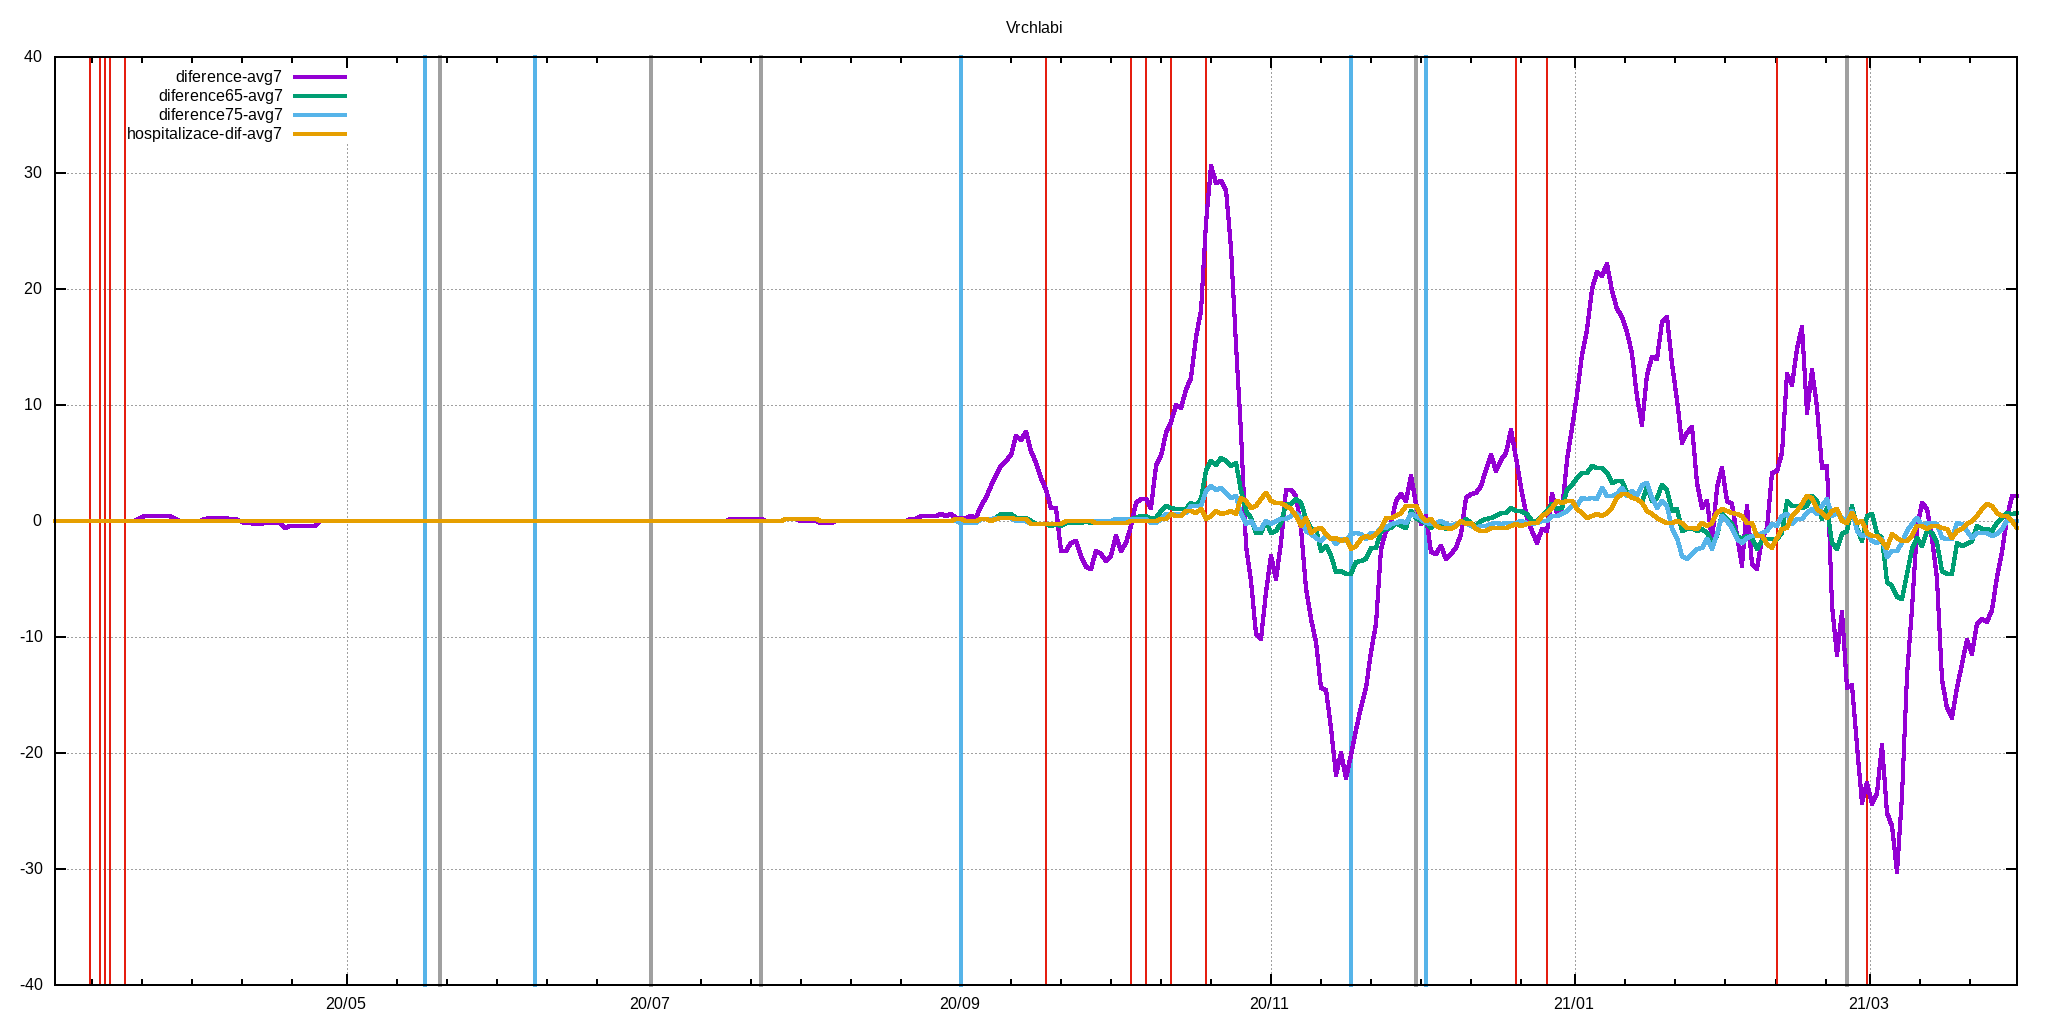 Vrchlabi
40
30
20
10
0
-10
-20
-30
-40
diference-avg7
diference65-avg7
diference75-avg7
hospitalizace-dif-avg7
20/05 20/07 20/09 20/11 21/01 21/03